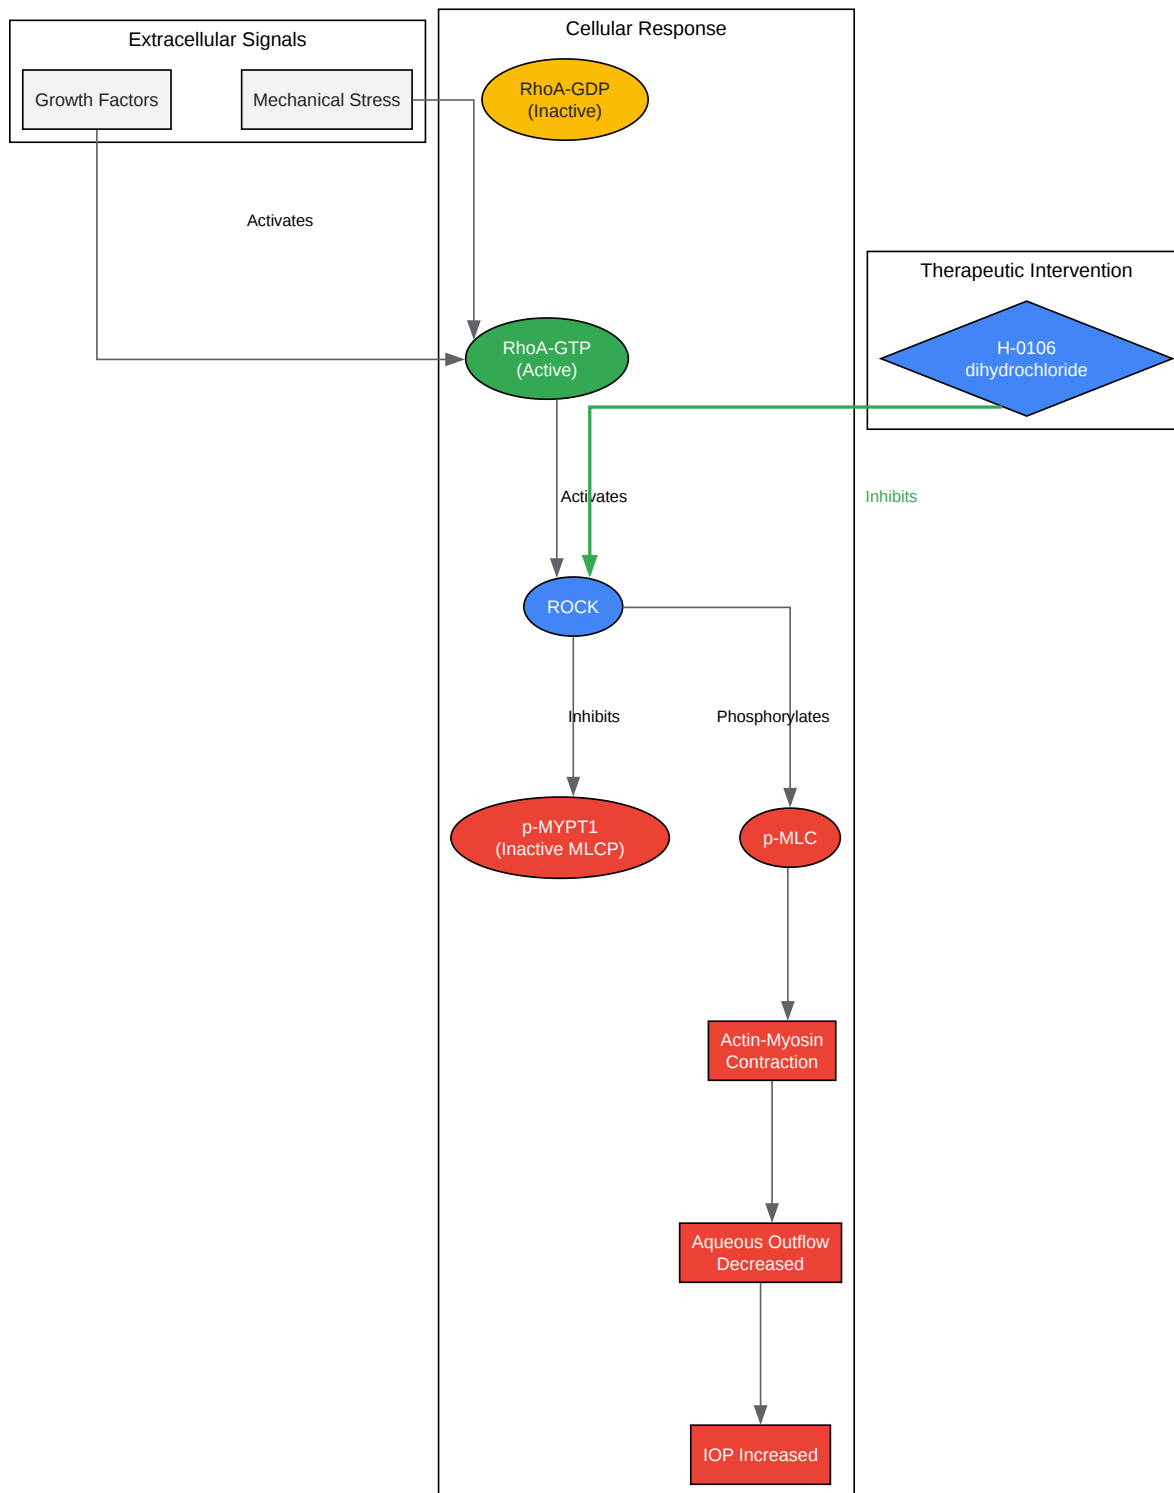 Extracellular Signals
Growth Factors
Mechanical Stress
Cellular Response
RhoA-GDP
(Inactive)
Activates
Therapeutic Intervention
H-0106
dihydrochloride
RhoA-GTP
(Active)
Activates
Inhibits
ROCK
Inhibits
Phosphorylates
p-MYPT1
(Inactive MLCP)
p-MLC
Actin-Myosin
Contraction
Aqueous Outflow
Decreased
IOP Increased